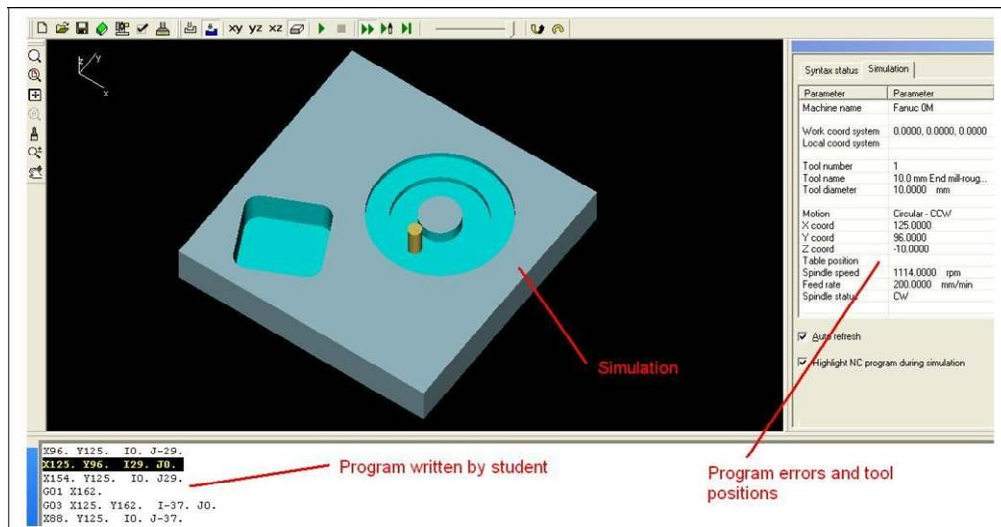 xy yz xz
z y
x
Syntax status Simulation
Parameter Parameter
Machine name Fanuc 0M
Work coord system 0.0000, 0.0000, 0.0000
Local coord system
Tool number 1
Tool name 10.0 mm End mill-roug...
Tool diameter 10.0000 mm
Motion Circular - CCW
X coord 125.0000
Y coord 96.0000
Z coord -10.0000
Table position
Spindle speed 1114.0000 rpm
Feed rate 200.0000 mm/min
Spindle status CW
Auto refresh
Highlight NC program during simulation
Simulation
X96. Y125. I0. J-29.
X125. Y96. I29. J0.
X154. Y125. I0. J29.
G01 X162.
G03 X125. Y162. I-37. J0.
X88. Y125. I0. J-37.
Program written by student
Program errors and tool
positions